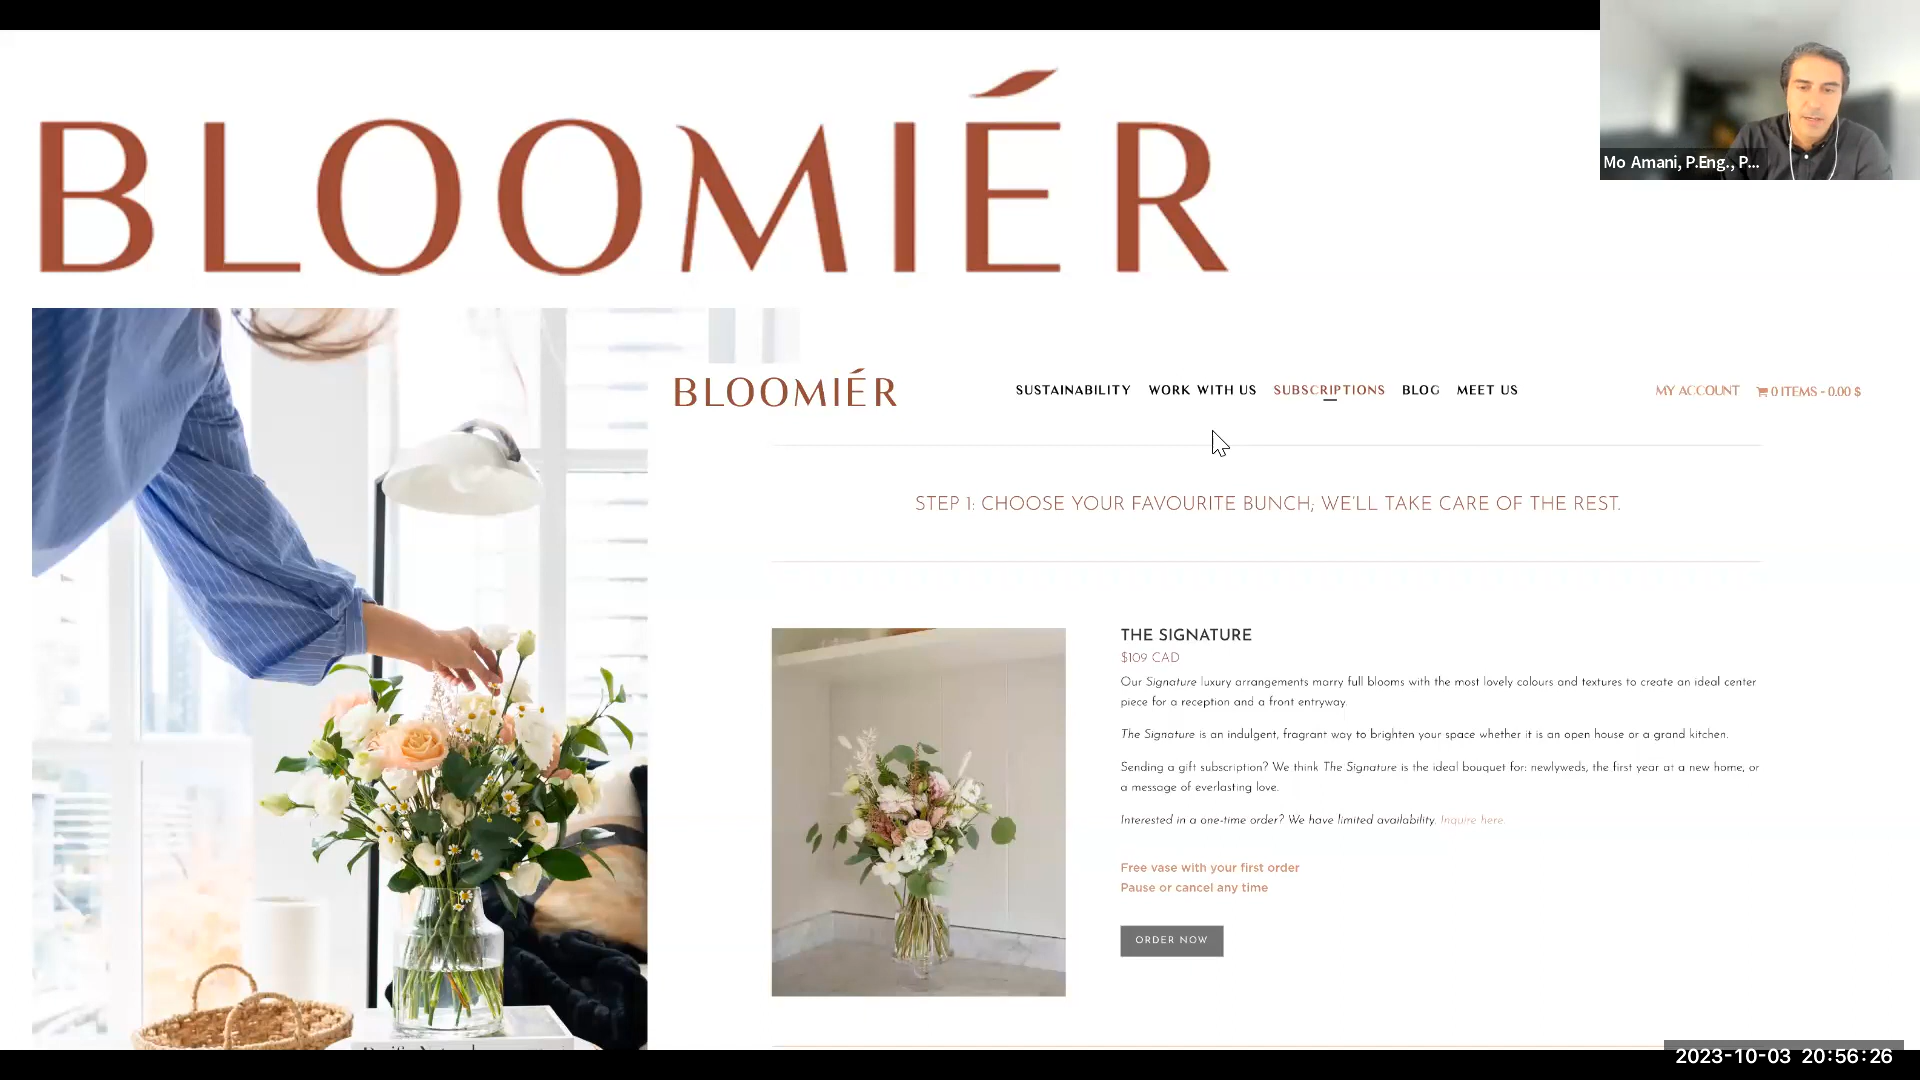 BLOOMIÉR
Mo Amani, P.Eng., P...
BLOOMIÉR
SUSTAINABILITY WORK WITH US SUBSCRIPTIONS BLOG MEET US
MY ACCOUNT 0 ITEMS - 0.00 $
STEP 1: CHOOSE YOUR FAVOURITE BUNCH; WE'LL TAKE CARE OF THE REST.
THE SIGNATURE
$109 CAD
Our Signature luxury arrangements marry full blooms with the most lovely colours and textures to create an ideal center
piece for a reception and a front entryway.
The Signature is an indulgent, fragrant way to brighten your space whether it is an open house or a grand kitchen.
Sending a gift subscription? We think The Signature is the ideal bouquet for: newlyweds, the first year at a new home, or
a message of everlasting love.
Interested in a one-time order? We have limited availability. Inquire here.
Free vase with your first order
Pause or cancel any time
ORDER NOW
2023-10-03 20:56:26